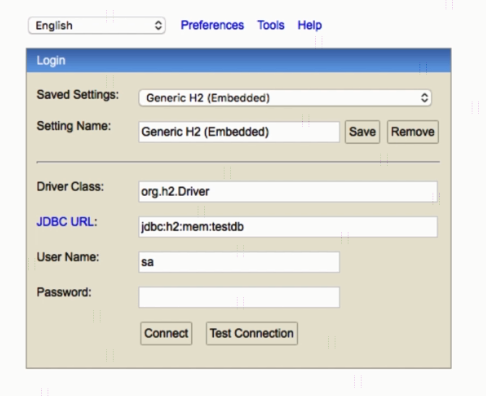 English Preferences Tools Help
Login
Saved Settings: Generic H2 (Embedded)
Setting Name: Generic H2 (Embedded) Save Remove
Driver Class: org.h2.Driver
JDBC URL: jdbc:h2:mem:testdb
User Name: sa
Password:
Connect Test Connection